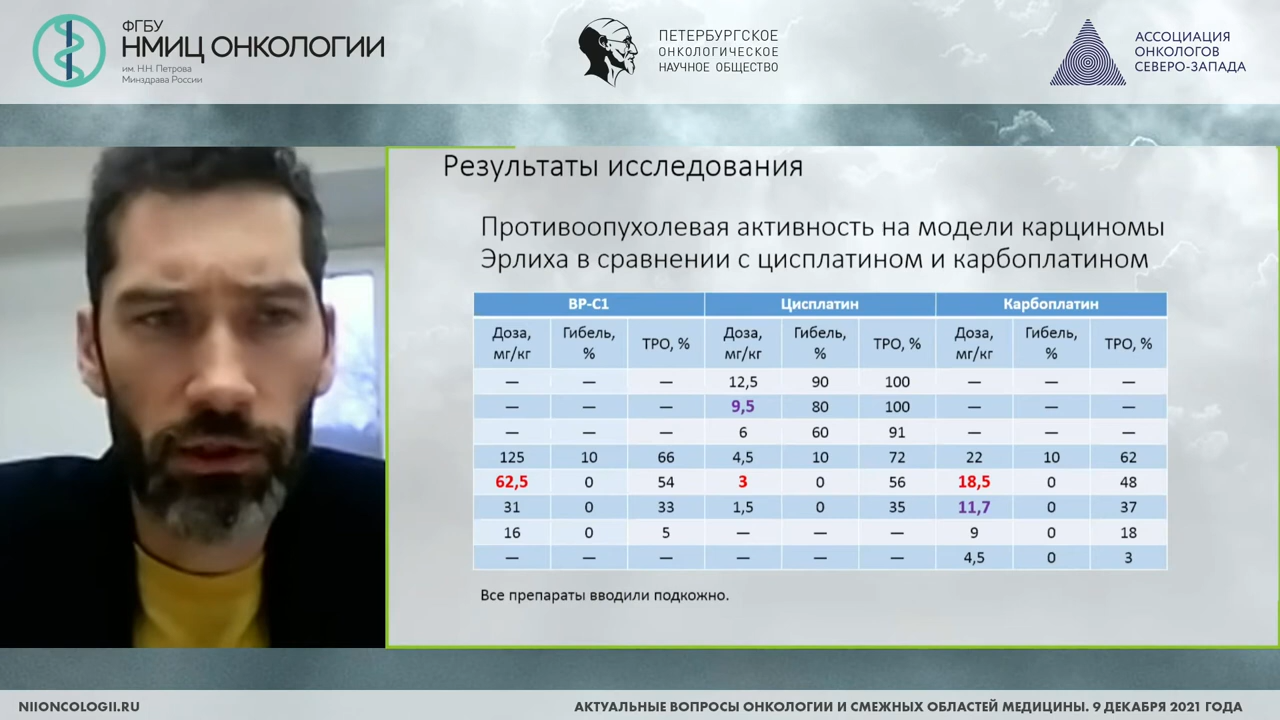 ФГБУ
НМИЦ ОНКОЛОГИИ
им. Н.Н. Петрова
Минздрава России
ПЕТЕРБУРГСКОЕ
ОНКОЛОГИЧЕСКОЕ
НАУЧНОЕ ОБЩЕСТВО
АССОЦИАЦИЯ
ОНКОЛОГОВ
СЕВЕРО-ЗАПАДА
Результаты исследования
Противоопухолевая активность на модели карциномы
Эрлиха в сравнении с цисплатином и карбоплатином
BP-C1 Цисплатин Карбоплатин
Доза, мг/кг Гибель, % ТРО, % Доза, мг/кг Гибель, % ТРО, % Доза, мг/кг Гибель, % ТРО, %
— — — 12,5 90 100 — — —
— — — 9,5 80 100 — — —
— — — 6 60 91 — — —
125 10 66 4,5 10 72 22 10 62
62,5 0 54 3 0 56 18,5 0 48
31 0 33 1,5 0 35 11,7 0 37
16 0 5 — — — 9 0 18
— — — — — — 4,5 0 3
Все препараты вводили подкожно.
NIIONCOLOGII.RU
АКТУАЛЬНЫЕ ВОПРОСЫ ОНКОЛОГИИ И СМЕЖНЫХ ОБЛАСТЕЙ МЕДИЦИНЫ. 9 ДЕКАБРЯ 2021 ГОДА